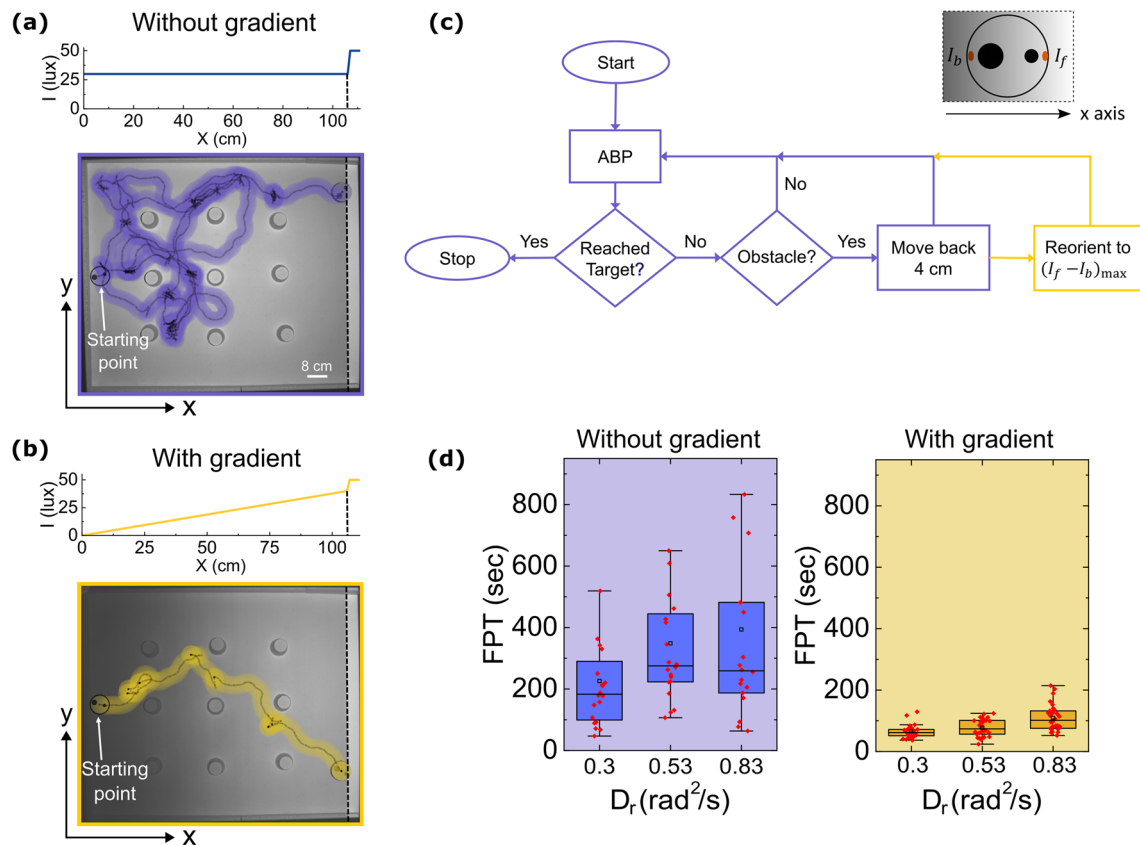 (a)
Without gradient
50
25
0
I (lux)
0 20 40 60 80 100
X (cm)
Starting
point
8 cm
y
x
(b)
With gradient
50
25
0
I (lux)
0 25 50 75 100
X (cm)
Starting
point
y
x
(c)
Start
ABP
Reached
Target?
Yes
Stop
No
Obstacle?
No
Yes
Move back
4 cm
Reorient to
(I_f −I_b)_max
I_b
I_f
x axis
(d)
Without gradient
800
600
400
200
0
FPT (sec)
0.3 0.53 0.83
D_r (rad²/s)
With gradient
800
600
400
200
0
FPT (sec)
0.3 0.53 0.83
D_r (rad²/s)